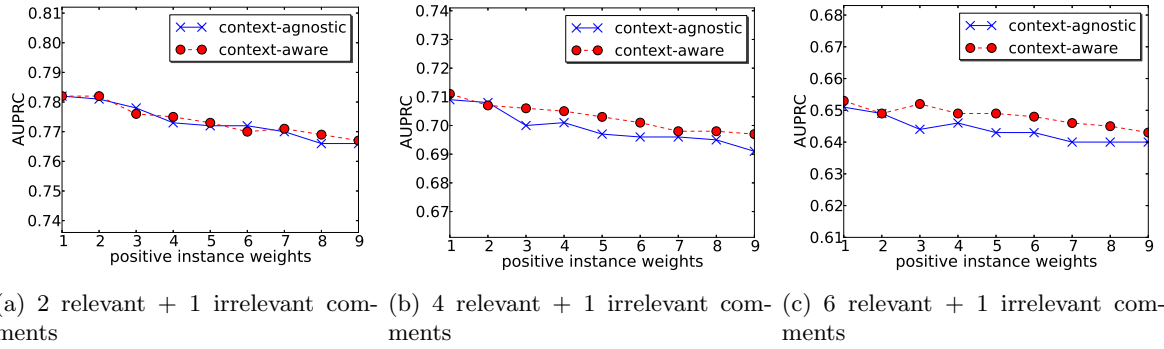 0.81
0.80
0.79
0.78
0.77
0.76
0.75
0.74
AUPRC
context-agnostic
context-aware
1 2 3 4 5 6 7 8 9
positive instance weights
0.74
0.73
0.72
0.71
0.70
0.69
0.68
0.67
AUPRC
context-agnostic
context-aware
1 2 3 4 5 6 7 8 9
positive instance weights
0.68
0.67
0.66
0.65
0.64
0.63
0.62
0.61
AUPRC
context-agnostic
context-aware
1 2 3 4 5 6 7 8 9
positive instance weights
(a) 2 relevant + 1 irrelevant com-
ments
(b) 4 relevant + 1 irrelevant com-
ments
(c) 6 relevant + 1 irrelevant com-
ments